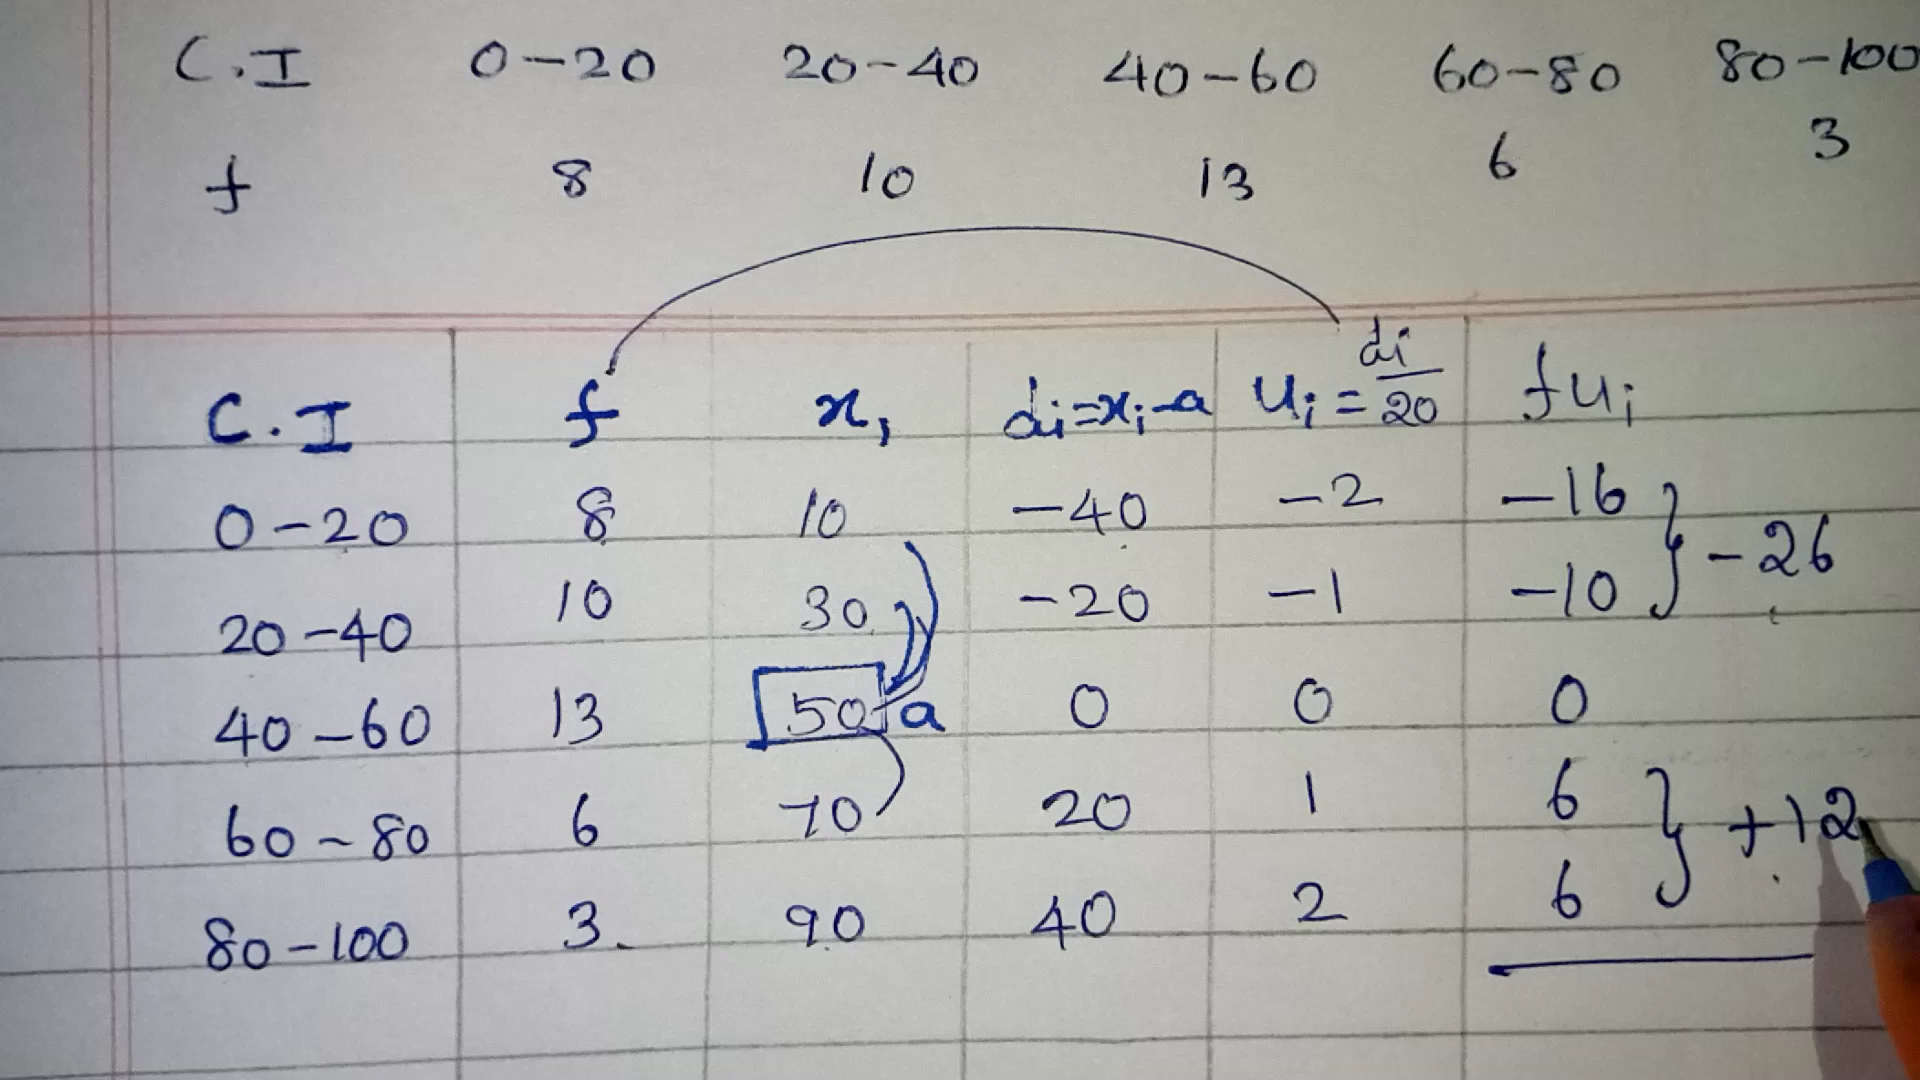 C.I 0-20 20-40 40-60 60-80 80-100
f 8 10 13 6 3
C.I f xi di=xi-a ui=di/20 fui
0-20 8 10 -40 -2 -16
20-40 10 30 -20 -1 -10 } -26
40-60 13 50-a 0 0 0
60-80 6 70 20 1 6 } +12
80-100 3 90 40 2 6